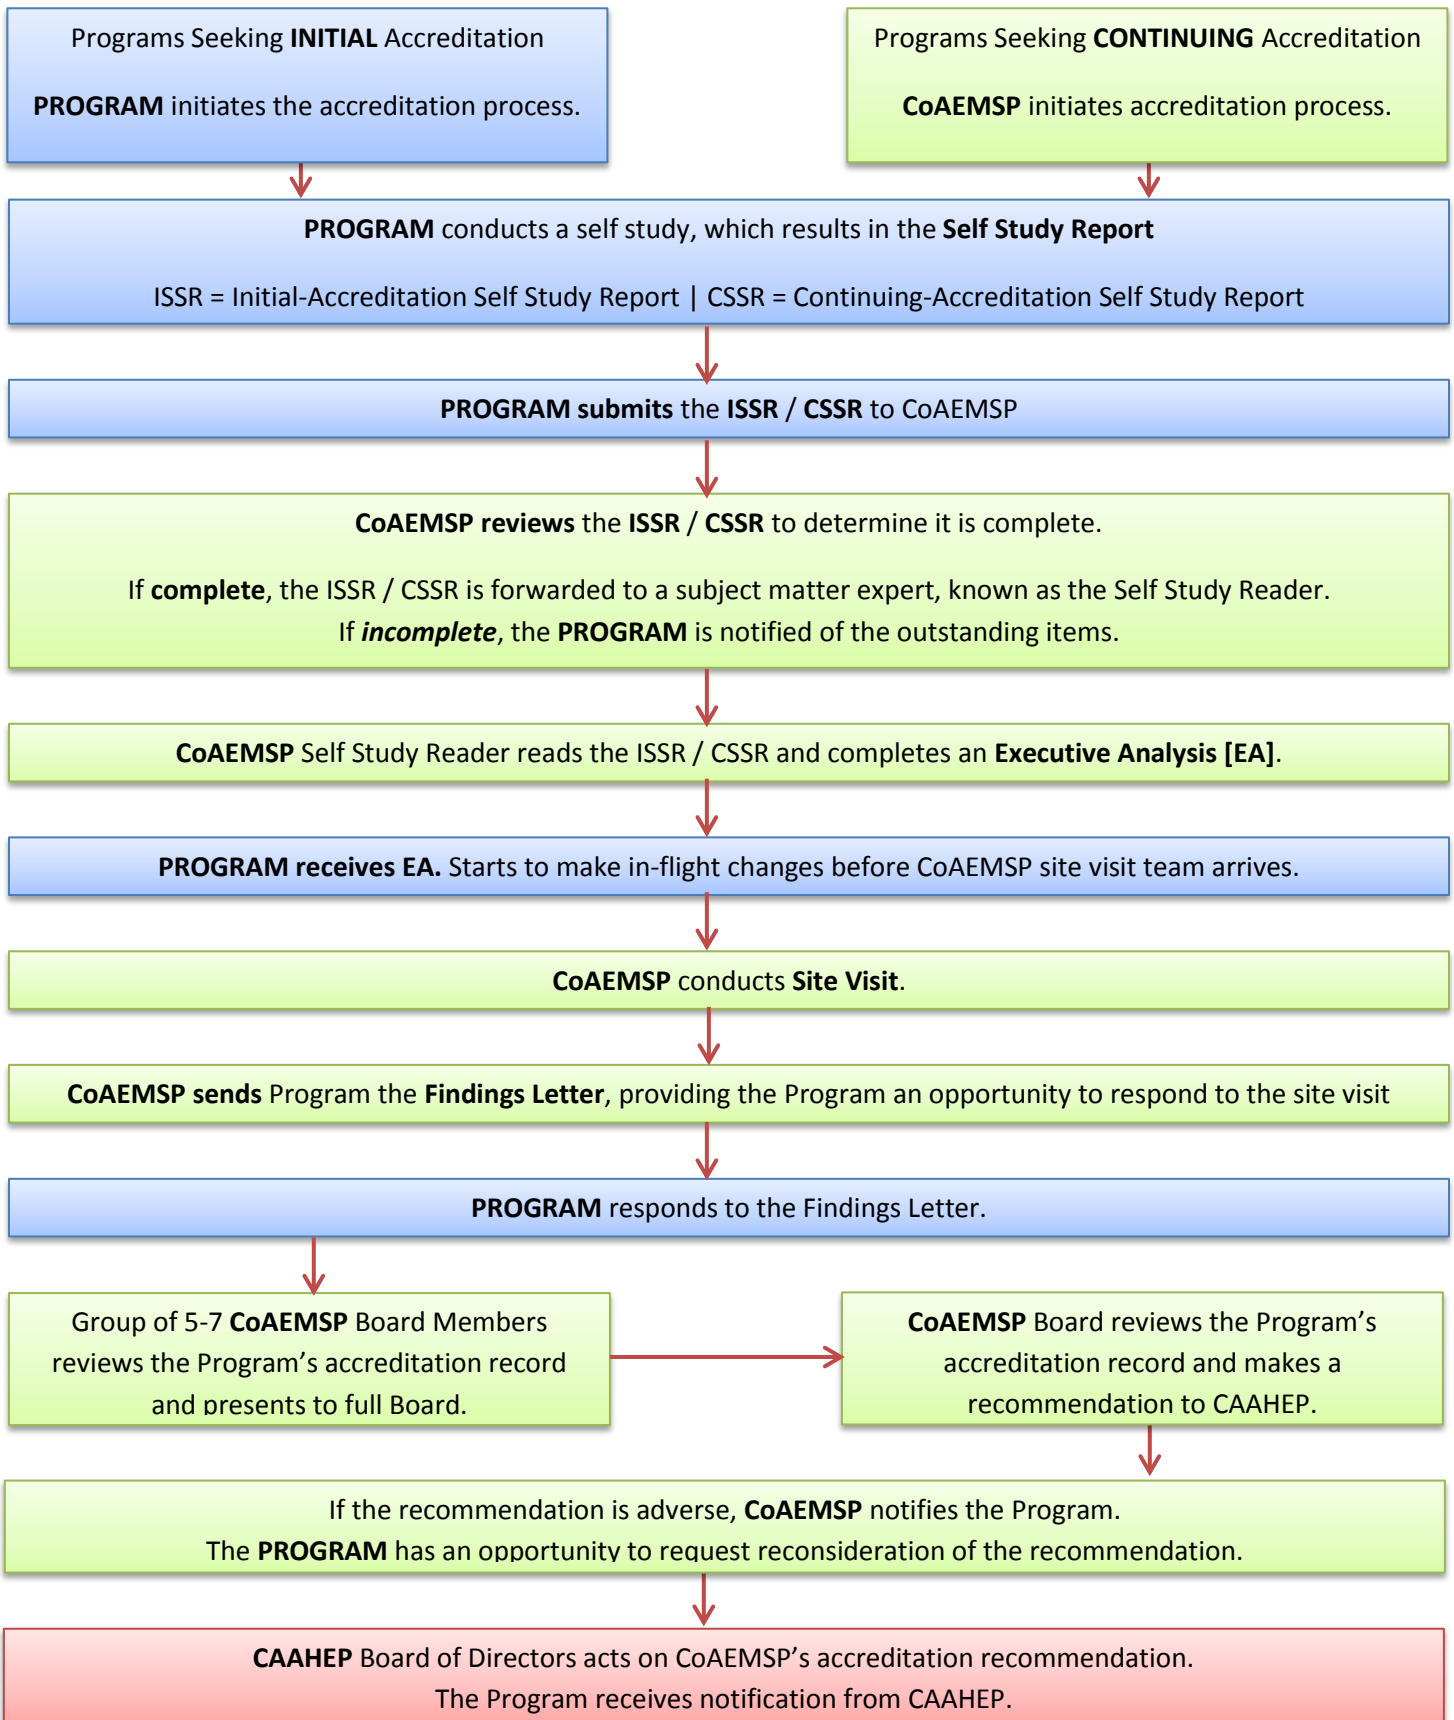 Programs Seeking INITIAL Accreditation
PROGRAM initiates the accreditation process.
Programs Seeking CONTINUING Accreditation
CoAEMSP initiates accreditation process.
PROGRAM conducts a self study, which results in the Self Study Report
ISSR = Initial-Accreditation Self Study Report | CSSR = Continuing-Accreditation Self Study Report
PROGRAM submits the ISSR / CSSR to CoAEMSP
CoAEMSP reviews the ISSR / CSSR to determine it is complete.
If complete, the ISSR / CSSR is forwarded to a subject matter expert, known as the Self Study Reader.
If incomplete, the PROGRAM is notified of the outstanding items.
CoAEMSP Self Study Reader reads the ISSR / CSSR and completes an Executive Analysis [EA].
PROGRAM receives EA. Starts to make in-flight changes before CoAEMSP site visit team arrives.
CoAEMSP conducts Site Visit.
CoAEMSP sends Program the Findings Letter, providing the Program an opportunity to respond to the site visit
PROGRAM responds to the Findings Letter.
Group of 5-7 CoAEMSP Board Members
reviews the Program's accreditation record
and presents to full Board.
CoAEMSP Board reviews the Program's
accreditation record and makes a
recommendation to CAAHEP.
If the recommendation is adverse, CoAEMSP notifies the Program.
The PROGRAM has an opportunity to request reconsideration of the recommendation.
CAAHEP Board of Directors acts on CoAEMSP's accreditation recommendation.
The Program receives notification from CAAHEP.